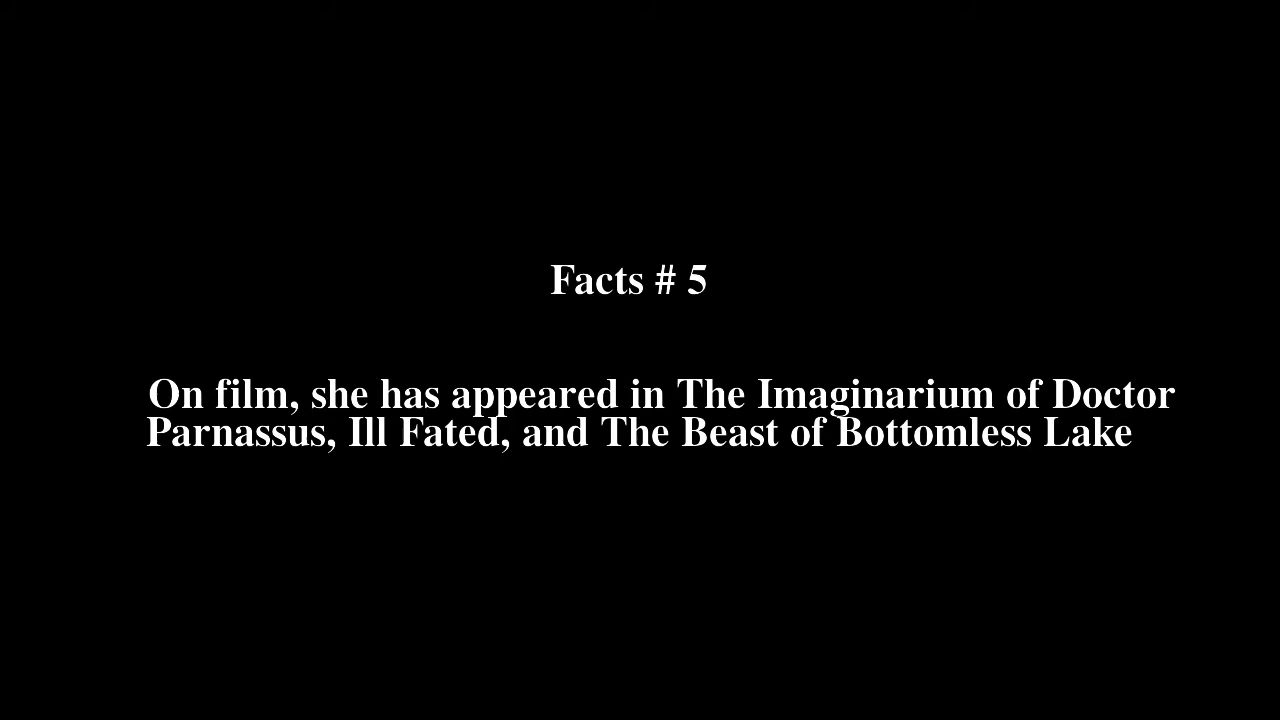 Facts # 5
On film, she has appeared in The Imaginarium of Doctor
Parnassus, Ill Fated, and The Beast of Bottomless Lake